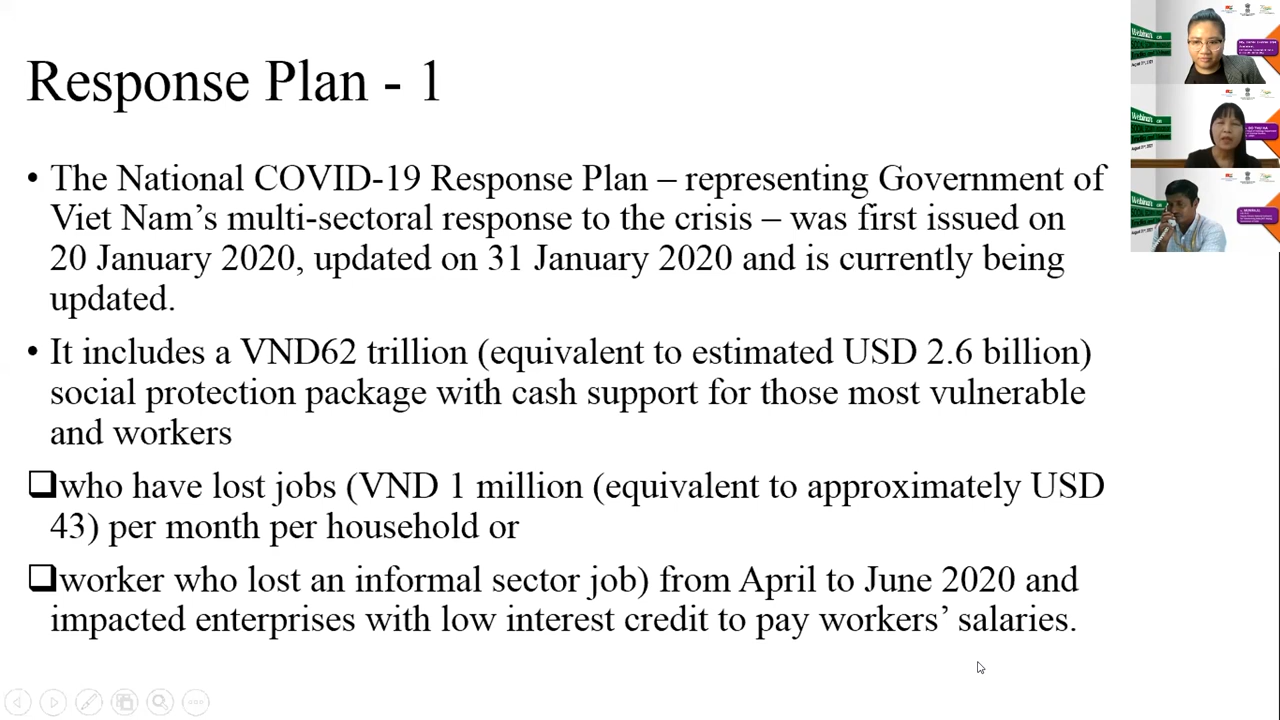 Response Plan - 1
• The National COVID-19 Response Plan – representing Government of
Viet Nam’s multi-sectoral response to the crisis – was first issued on
20 January 2020, updated on 31 January 2020 and is currently being
updated.
• It includes a VND62 trillion (equivalent to estimated USD 2.6 billion)
social protection package with cash support for those most vulnerable
and workers
❑who have lost jobs (VND 1 million (equivalent to approximately USD
43) per month per household or
❑worker who lost an informal sector job) from April to June 2020 and
impacted enterprises with low interest credit to pay workers’ salaries.
Webinar
Webinar on
Webinar